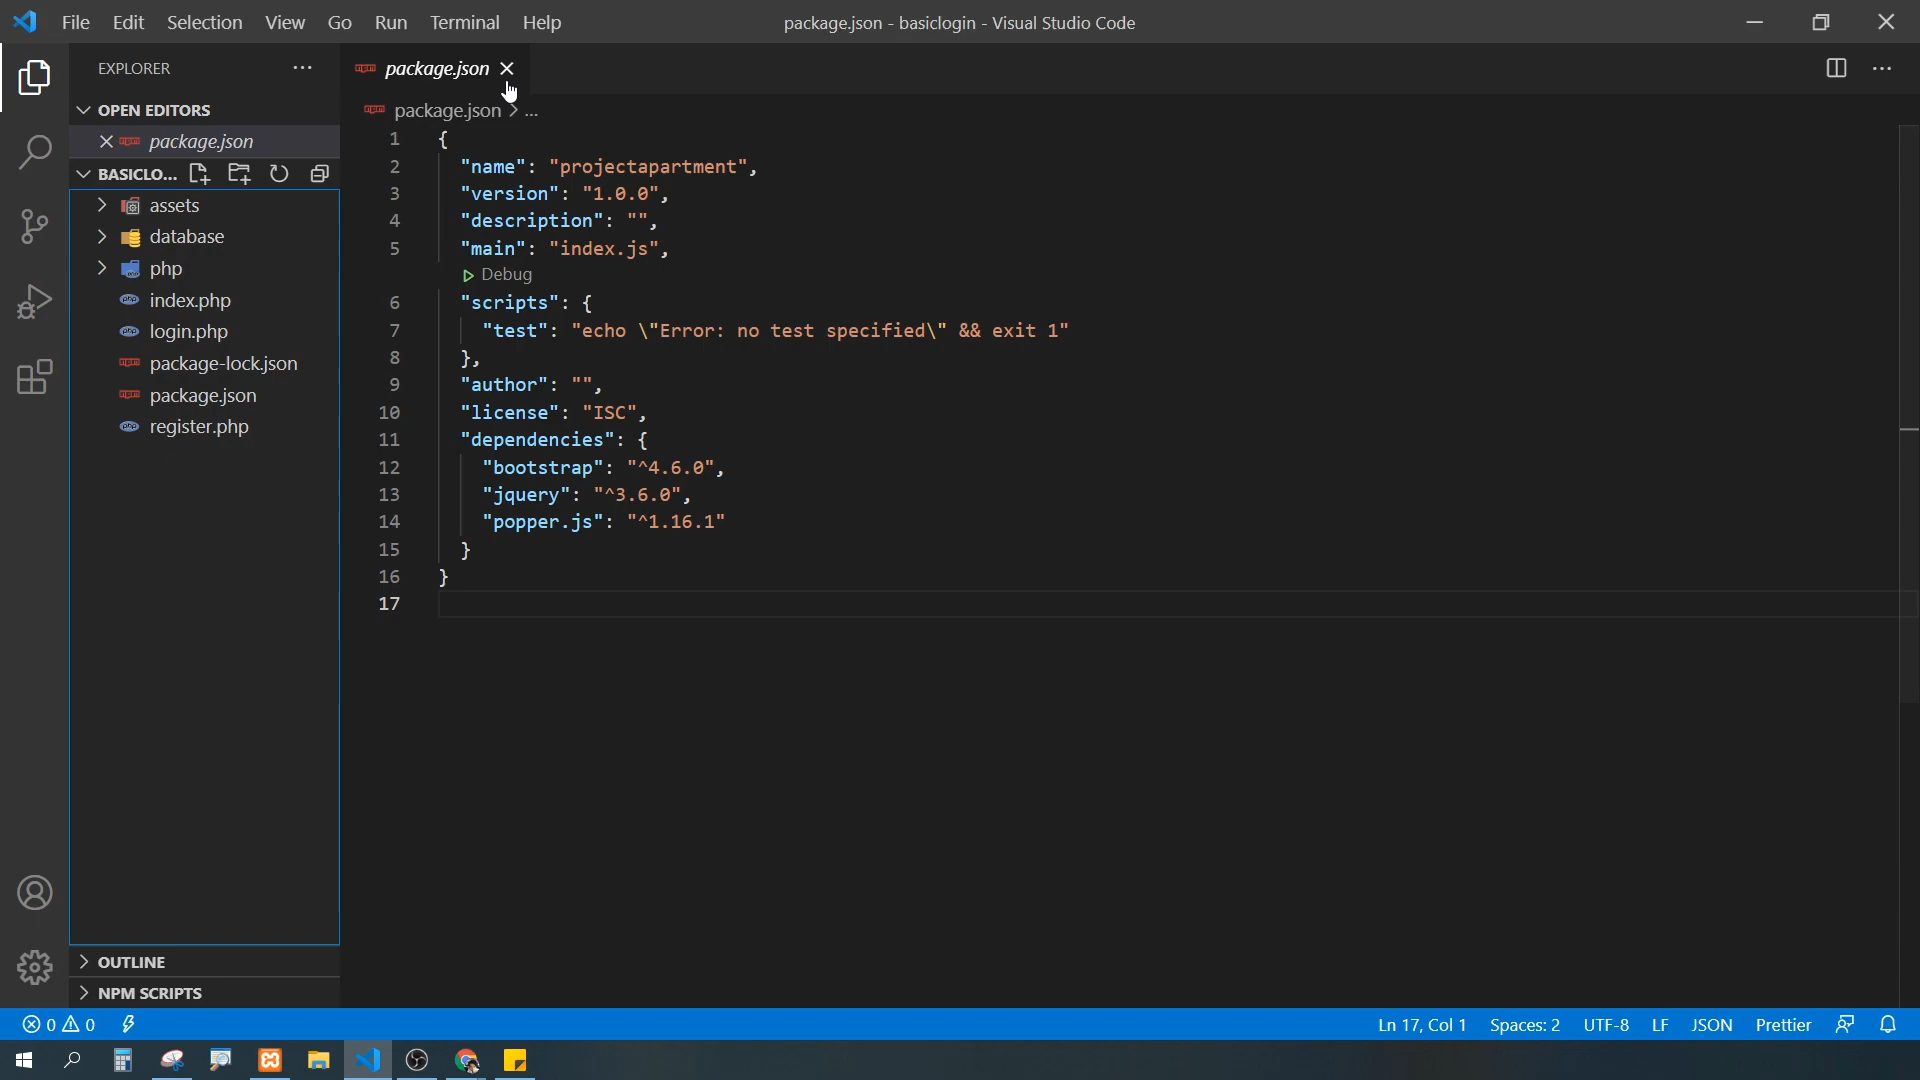 File Edit Selection View Go Run Terminal Help
package.json - basiclogin - Visual Studio Code
EXPLORER
OPEN EDITORS
package.json
BASICLO...
assets
database
php
index.php
login.php
package-lock.json
package.json
register.php
OUTLINE
NPM SCRIPTS
package.json
package.json > ...
1 {
2 "name": "projectapartment",
3 "version": "1.0.0",
4 "description": "",
5 "main": "index.js",
Debug
6 "scripts": {
7 "test": "echo \"Error: no test specified\" && exit 1"
8 },
9 "author": "",
10 "license": "ISC",
11 "dependencies": {
12 "bootstrap": "^4.6.0",
13 "jquery": "^3.6.0",
14 "popper.js": "^1.16.1"
15 }
16 }
17
0 0
Ln 17, Col 1 Spaces: 2 UTF-8 LF JSON Prettier